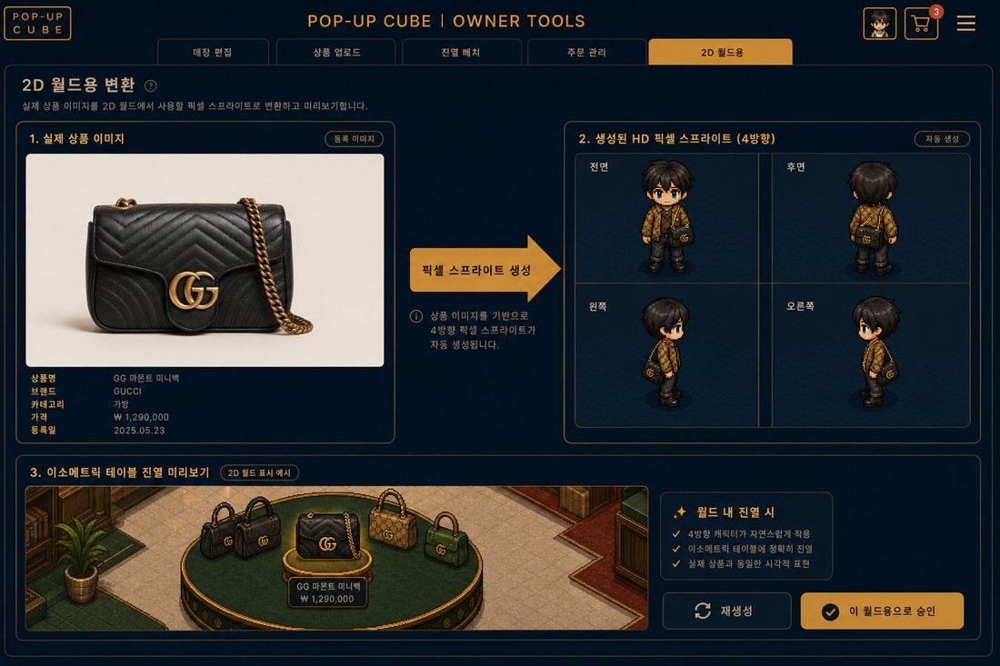 POP-UP
CUBE
POP-UP CUBE | OWNER TOOLS
3
매장 편집
상품 업로드
진열 배치
주문 관리
2D 월드용
2D 월드용 변환 ?
실제 상품 이미지를 2D 월드에서 사용할 픽셀 스프라이트로 변환하고 미리보기합니다.
1. 실제 상품 이미지
등록 이미지
GG
상품명 GG 마몬트 미니백
브랜드 GUCCI
카테고리 가방
가격 ₩ 1,290,000
등록일 2025.05.23
픽셀 스프라이트 생성
상품 이미지를 기반으로
4방향 픽셀 스프라이트가
자동 생성됩니다.
2. 생성된 HD 픽셀 스프라이트 (4방향)
자동 생성
전면
후면
왼쪽
오른쪽
3. 이소메트릭 테이블 진열 미리보기
2D 월드 표시 예시
GG 마몬트 미니백
₩ 1,290,000
월드 내 진열 시
4방향 캐릭터가 자연스럽게 착용
이소메트릭 테이블에 정확히 진열
실제 상품과 동일한 시각적 표현
재생성
이 월드용으로 승인